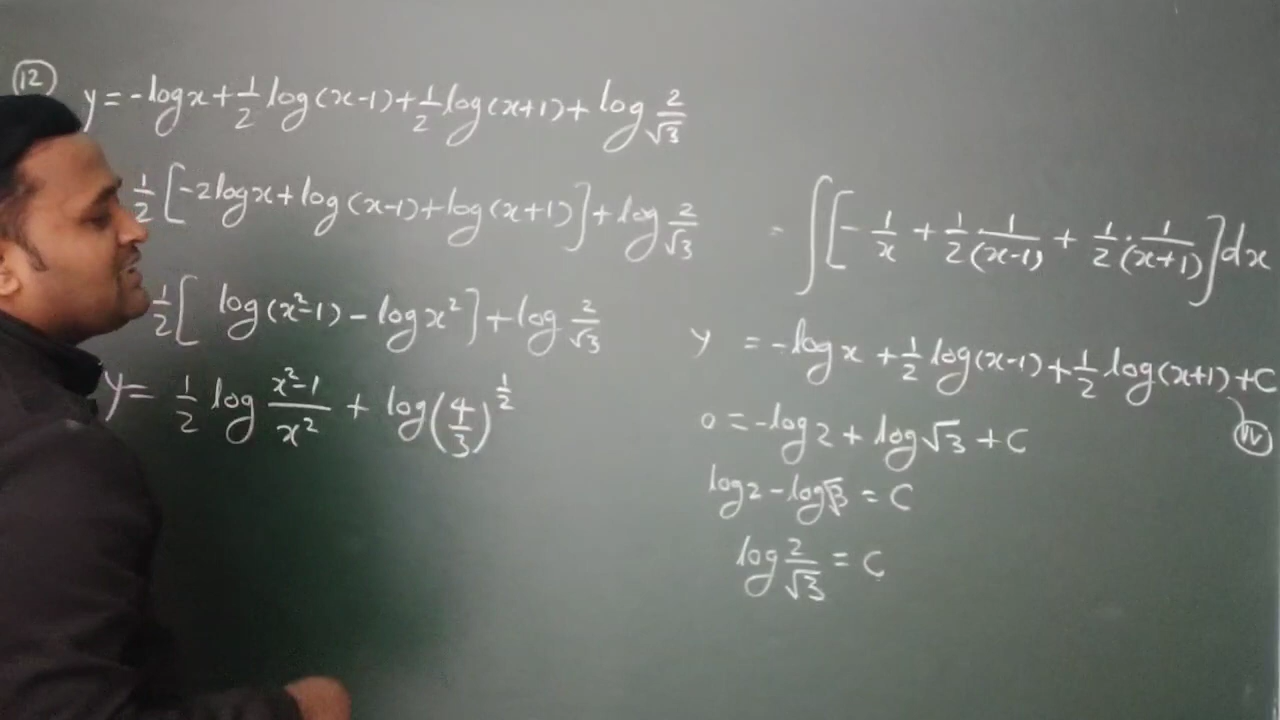 12
y = -log x + 1/2 log(x-1) + 1/2 log(x+1) + log 2/√3
1/2 [-2log x + log(x-1) + log(x+1)] + log 2/√3
1/2 [log(x²-1) - log x²] + log 2/√3
y = 1/2 log (x²-1)/x² + log(4/3)^(1/2)
= ∫[-1/x + 1/2 · 1/(x-1) + 1/2 · 1/(x+1)] dx
y = -log x + 1/2 log(x-1) + 1/2 log(x+1) + C
0 = -log 2 + log √3 + C
log 2 - log √3 = C
log 2/√3 = C